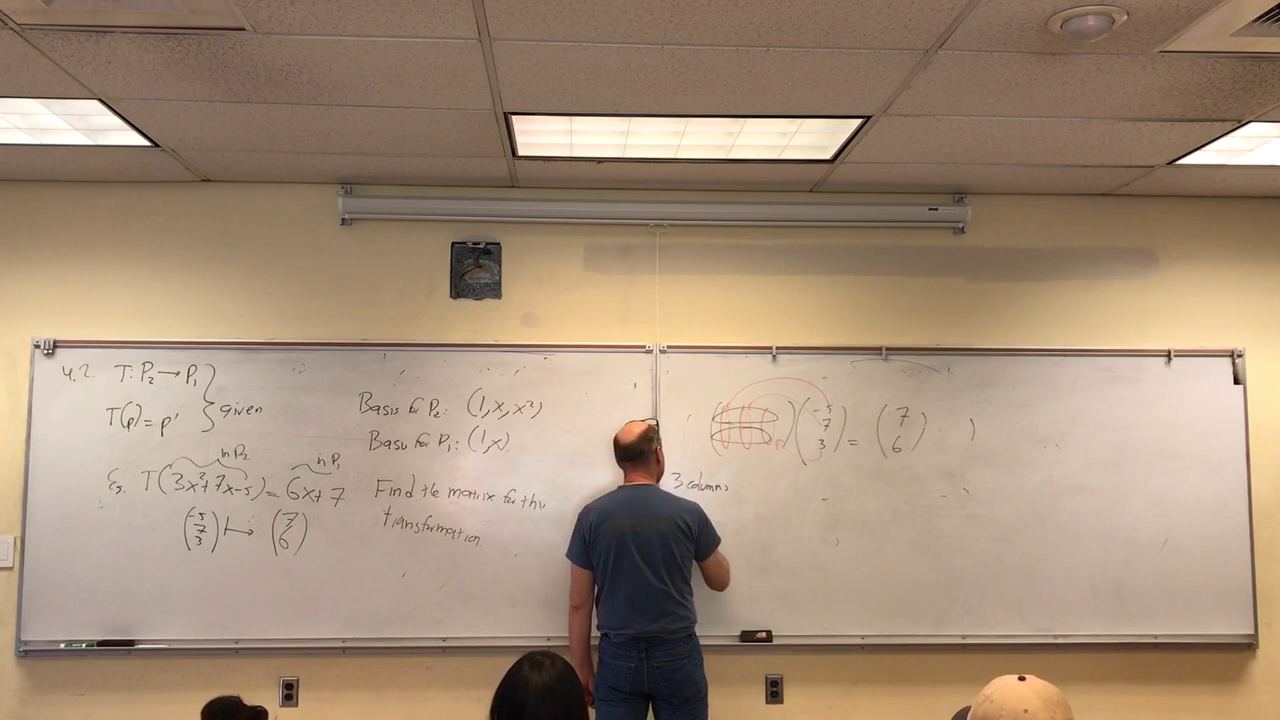 4.2. T: P₂ → P₁
T(p) = p'
given
Basis for P₂: (1, x, x²)
Basis for P₁: (1, x).
in P₂
in P₁
Eg. T(3x²+7x-5) = 6x+7
(-5 7 3) ↦ (7 6)
Find the matrix for the
transformation.
( ) (-5 7 3) = (7 6)
3 columns